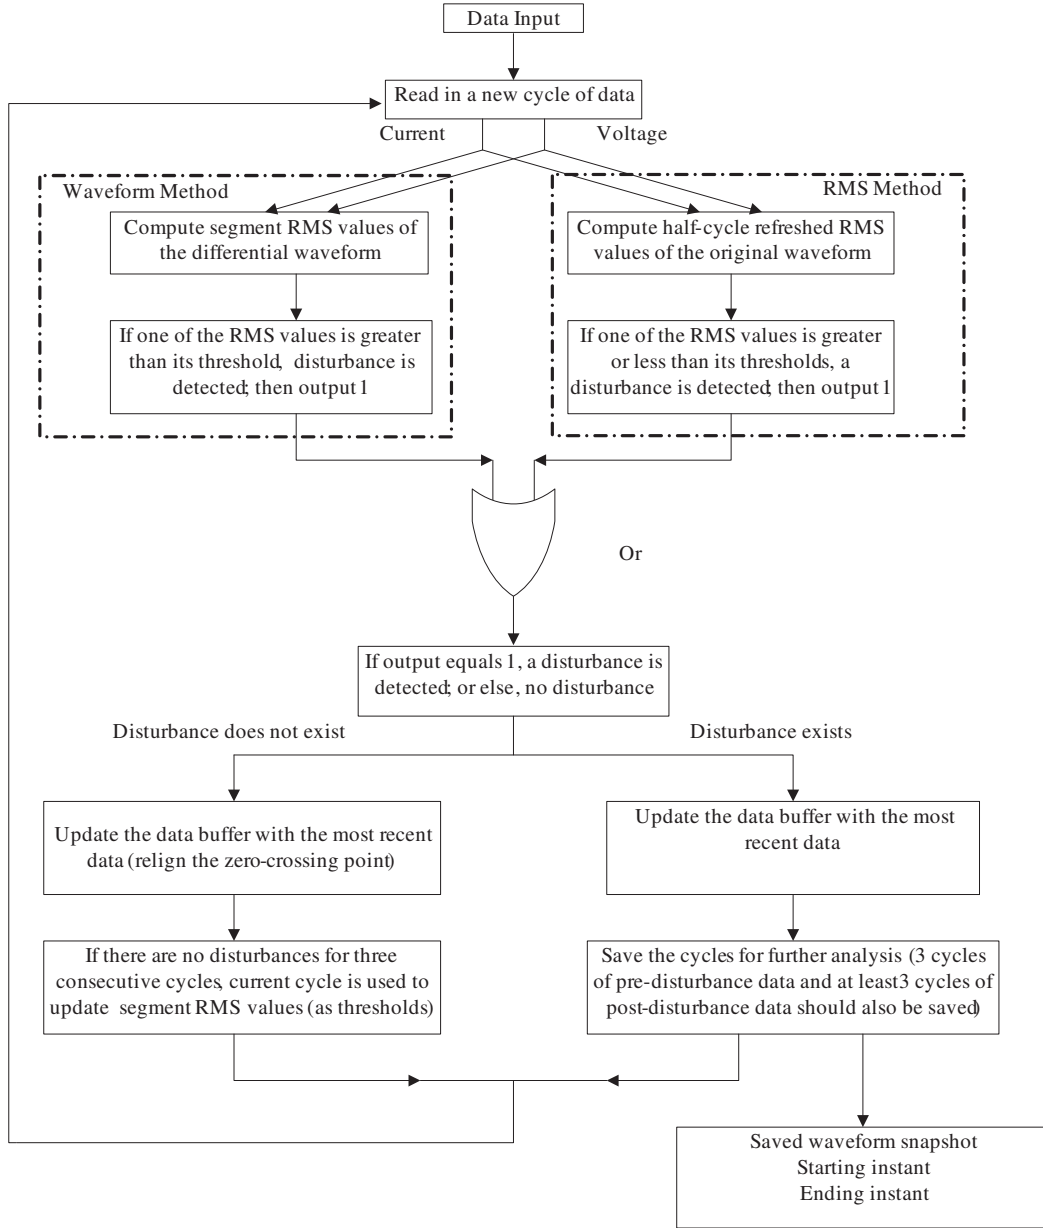 Data Input
Read in a new cycle of data
Current
Voltage
Waveform Method
RMS Method
Compute segment RMS values of
the differential waveform
Compute half-cycle refreshed RMS
values of the original waveform
If one of the RMS values is greater
than its threshold, disturbance is
detected; then output 1
If one of the RMS values is greater
or less than its thresholds, a
disturbance is detected; then output 1
Or
If output equals 1, a disturbance is
detected; or else, no disturbance
Disturbance does not exist
Disturbance exists
Update the data buffer with the most recent
data (relign the zero-crossing point)
Update the data buffer with the most
recent data
If there are no disturbances for three
consecutive cycles, current cycle is used to
update segment RMS values (as thresholds)
Save the cycles for further analysis (3 cycles
of pre-disturbance data and at least 3 cycles of
post-disturbance data should also be saved)
Saved waveform snapshot
Starting instant
Ending instant